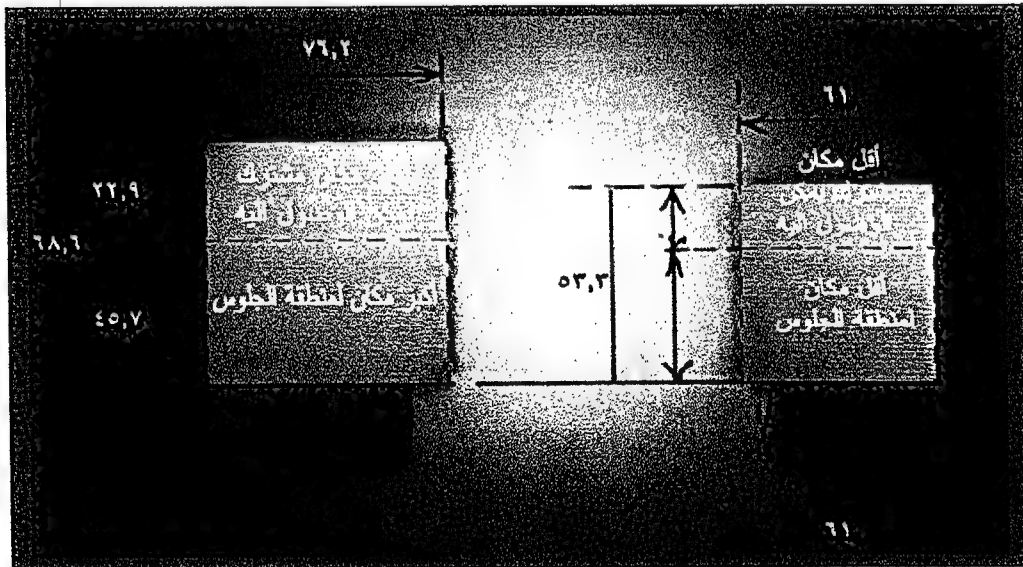 ٧٦,٢
٦١
أقل مكان
مشترك
٢٢,٩
٦٨,٦
٥٣,٣
أكبر مكان لمنطقة الجلوس
أقل مكان
٤٥,٧
لمنطقة الجلوس
٦١